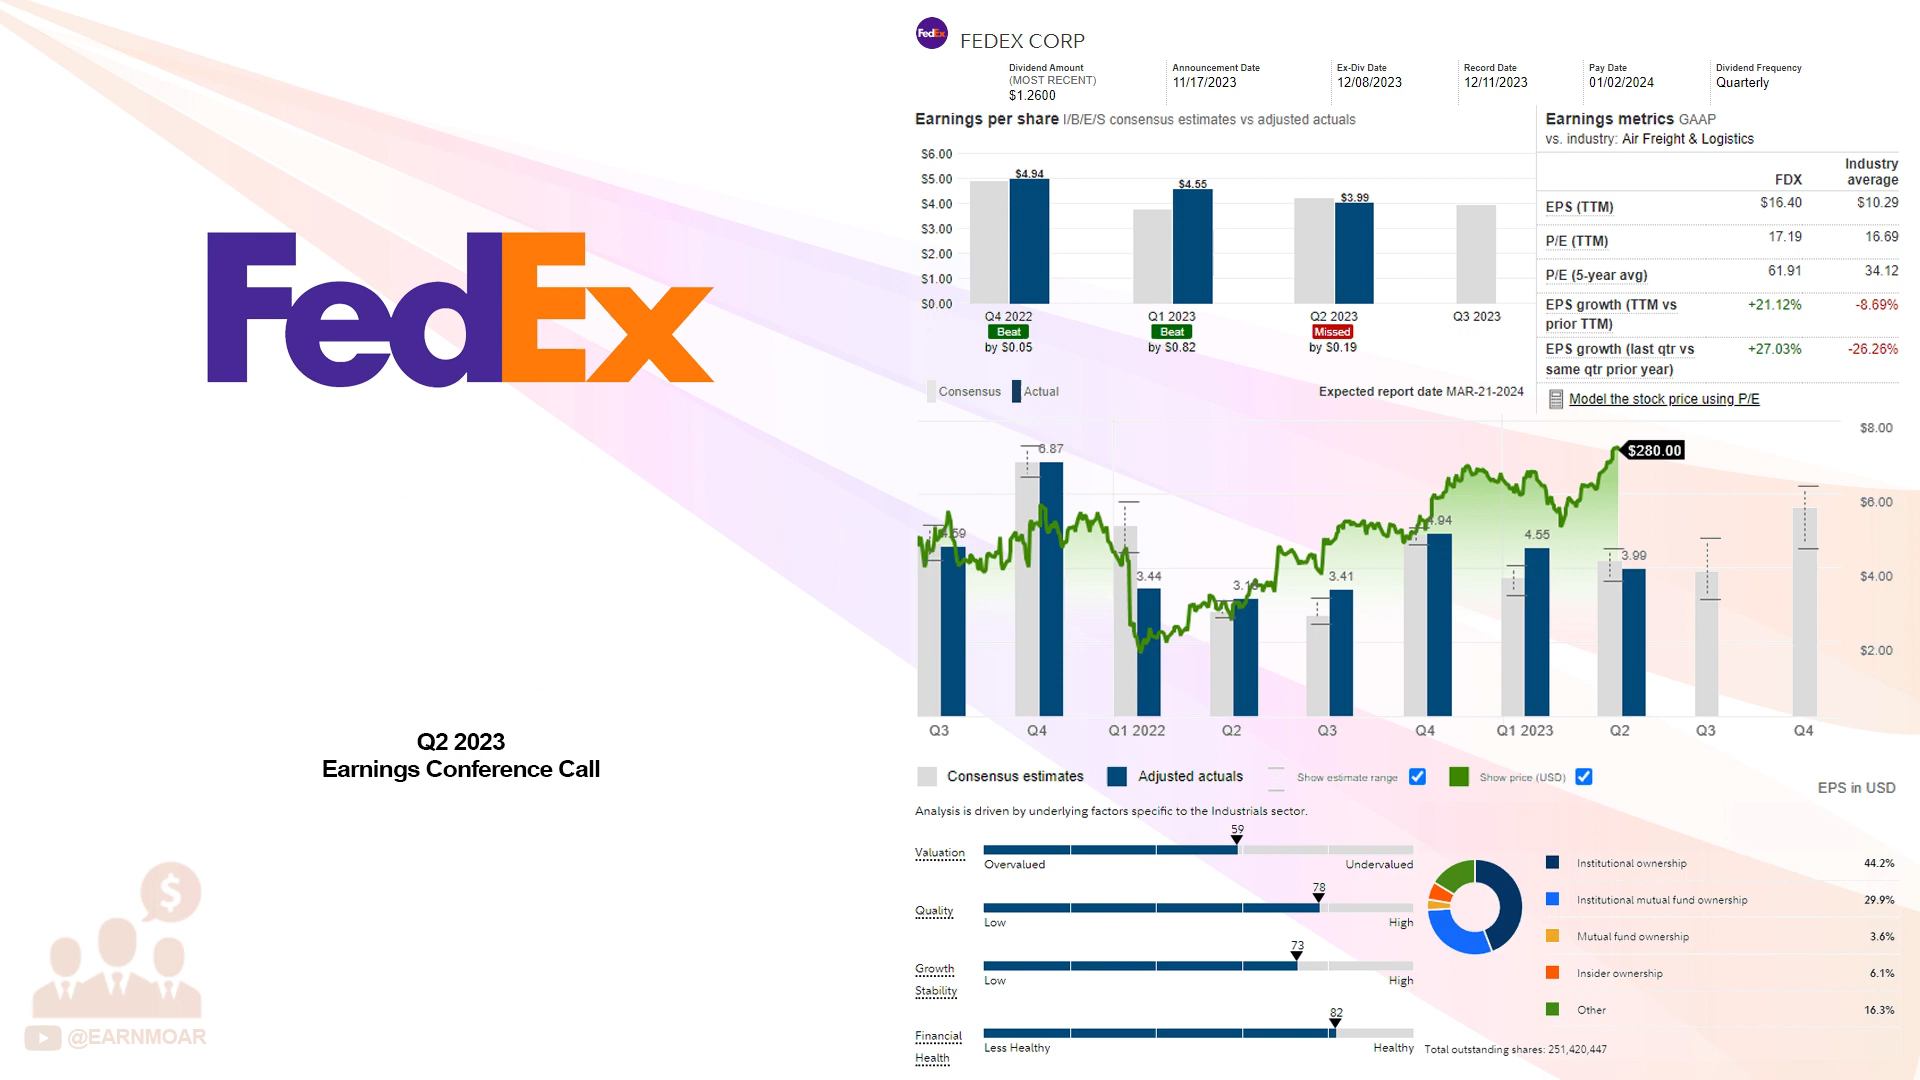 FedEx
Q2 2023
Earnings Conference Call
$
@EARNMOAR
FedEx
FEDEX CORP
Dividend Amount
(MOST RECENT)
$1.2600
Announcement Date
11/17/2023
Ex-Div Date
12/08/2023
Record Date
12/11/2023
Pay Date
01/02/2024
Dividend Frequency
Quarterly
Earnings per share I/B/E/S consensus estimates vs adjusted actuals
$6.00
$5.00
$4.00
$3.00
$2.00
$1.00
$0.00
$4.94
$4.55
$3.99
Q4 2022
Beat
by $0.05
Q1 2023
Beat
by $0.82
Q2 2023
Missed
by $0.19
Q3 2023
Consensus
Actual
Expected report date MAR-21-2024
Earnings metrics GAAP
vs. industry: Air Freight & Logistics
FDX
Industry average
EPS (TTM) $16.40 $10.29
P/E (TTM) 17.19 16.69
P/E (5-year avg) 61.91 34.12
EPS growth (TTM vs prior TTM) +21.12% -8.69%
EPS growth (last qtr vs same qtr prior year) +27.03% -26.26%
Model the stock price using P/E
$8.00
$6.00
$4.00
$2.00
6.87
3.44
3.41
4.94
4.55
3.99
$280.00
Q3 Q4 Q1 2022 Q2 Q3 Q4 Q1 2023 Q2 Q3 Q4
Consensus estimates
Adjusted actuals
Show estimate range
Show price (USD)
EPS in USD
Analysis is driven by underlying factors specific to the Industrials sector.
59
Valuation
Overvalued
Undervalued
78
Quality
Low
High
73
Growth Stability
Low
High
82
Financial Health
Less Healthy
Healthy
Institutional ownership 44.2%
Institutional mutual fund ownership 29.9%
Mutual fund ownership 3.6%
Insider ownership 6.1%
Other 16.3%
Total outstanding shares: 251,420,447